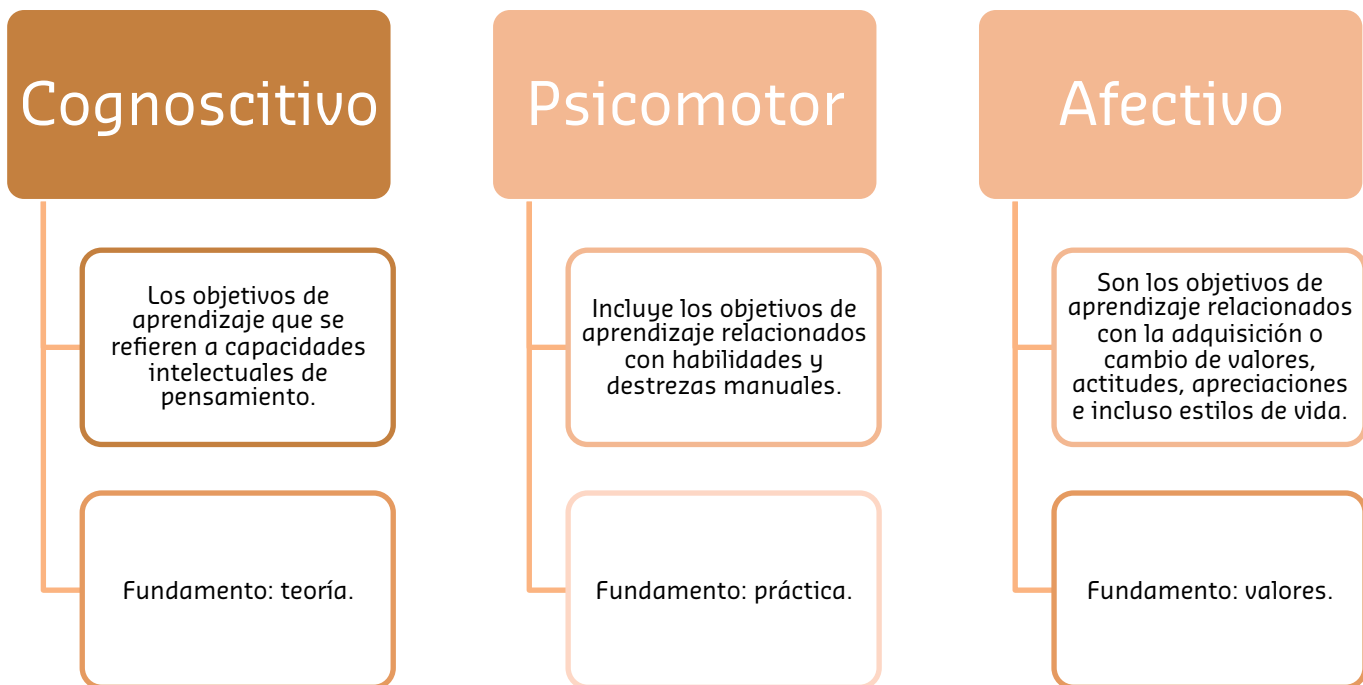 Cognoscitivo
Los objetivos de
aprendizaje que se
refieren a capacidades
intelectuales de
pensamiento.
Fundamento: teoría.
Psicomotor
Incluye los objetivos de
aprendizaje relacionados
con habilidades y
destrezas manuales.
Fundamento: práctica.
Afectivo
Son los objetivos de
aprendizaje relacionados
con la adquisición o
cambio de valores,
actitudes, apreciaciones
e incluso estilos de vida.
Fundamento: valores.